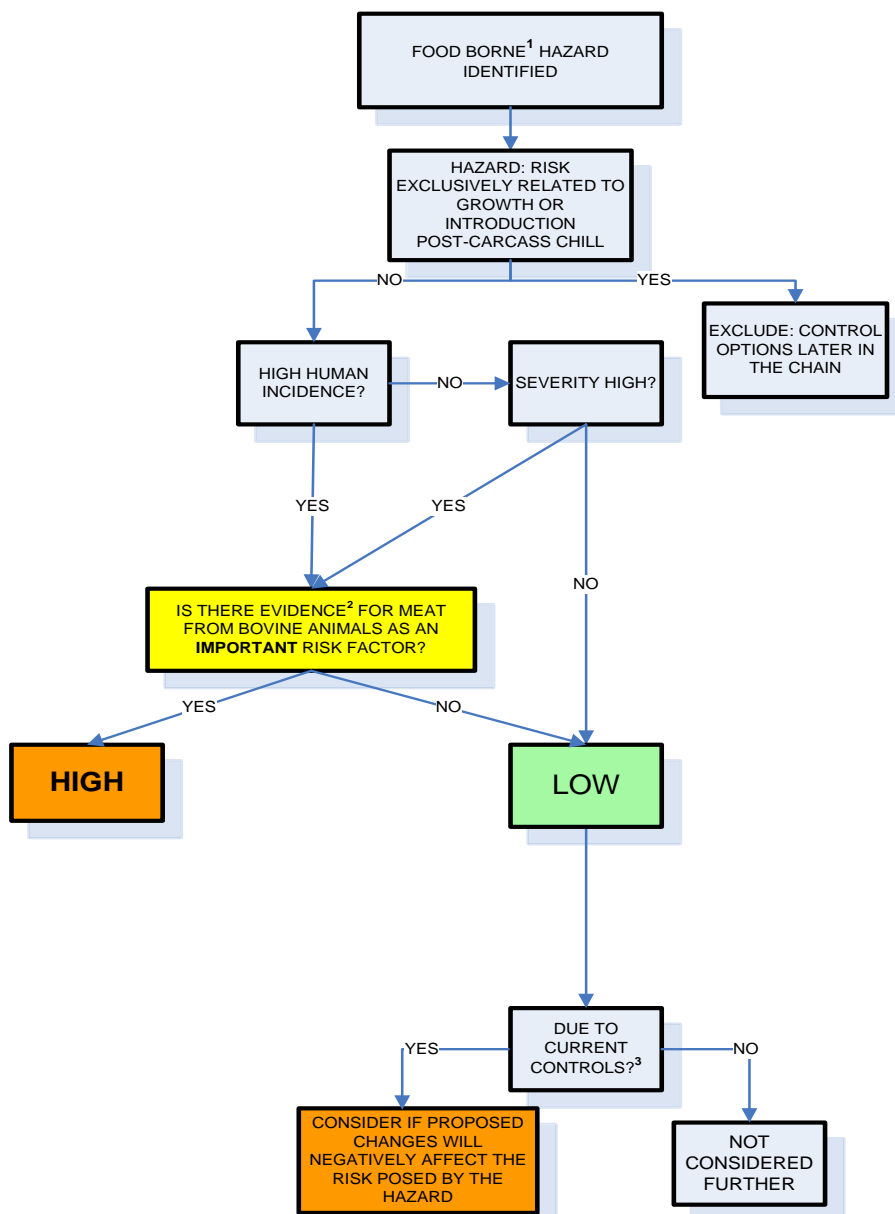 FOOD BORNE¹ HAZARD
IDENTIFIED
HAZARD: RISK
EXCLUSIVELY RELATED TO
GROWTH OR
INTRODUCTION
POST-CARCASS CHILL
NO
YES
EXCLUDE: CONTROL
OPTIONS LATER IN
THE CHAIN
HIGH HUMAN
INCIDENCE?
NO
SEVERITY HIGH?
YES
YES
NO
IS THERE EVIDENCE² FOR MEAT
FROM BOVINE ANIMALS AS AN
IMPORTANT RISK FACTOR?
YES
NO
HIGH
LOW
DUE TO
CURRENT
CONTROLS?³
YES
NO
CONSIDER IF PROPOSED
CHANGES WILL
NEGATIVELY AFFECT THE
RISK POSED BY THE
HAZARD
NOT
CONSIDERED
FURTHER